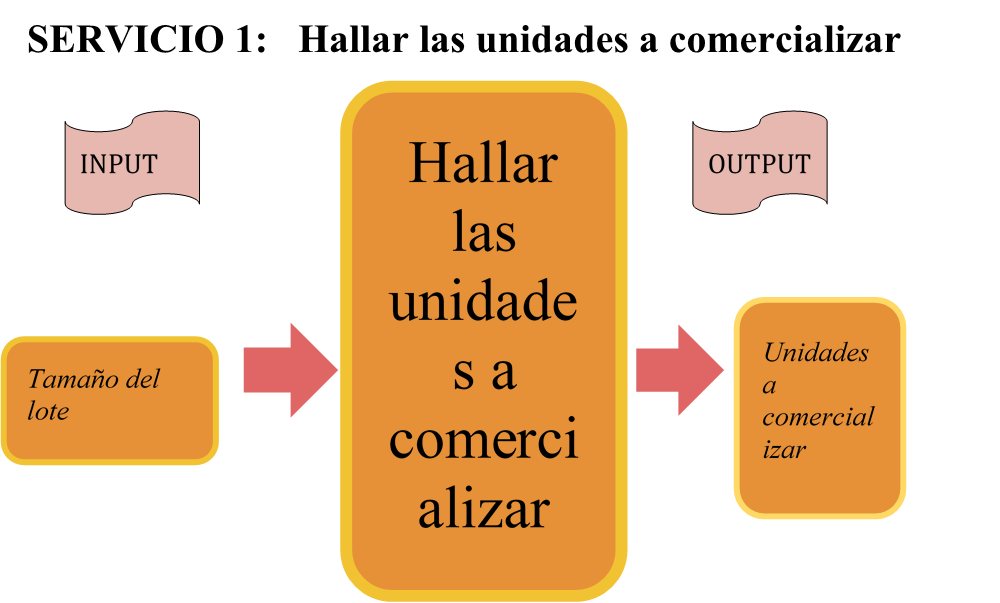 SERVICIO 1: Hallar las unidades a comercializar
INPUT
OUTPUT
Hallar
las
unidade
s a
comerci
alizar
Tamaño del
lote
Unidades
a
comercial
izar